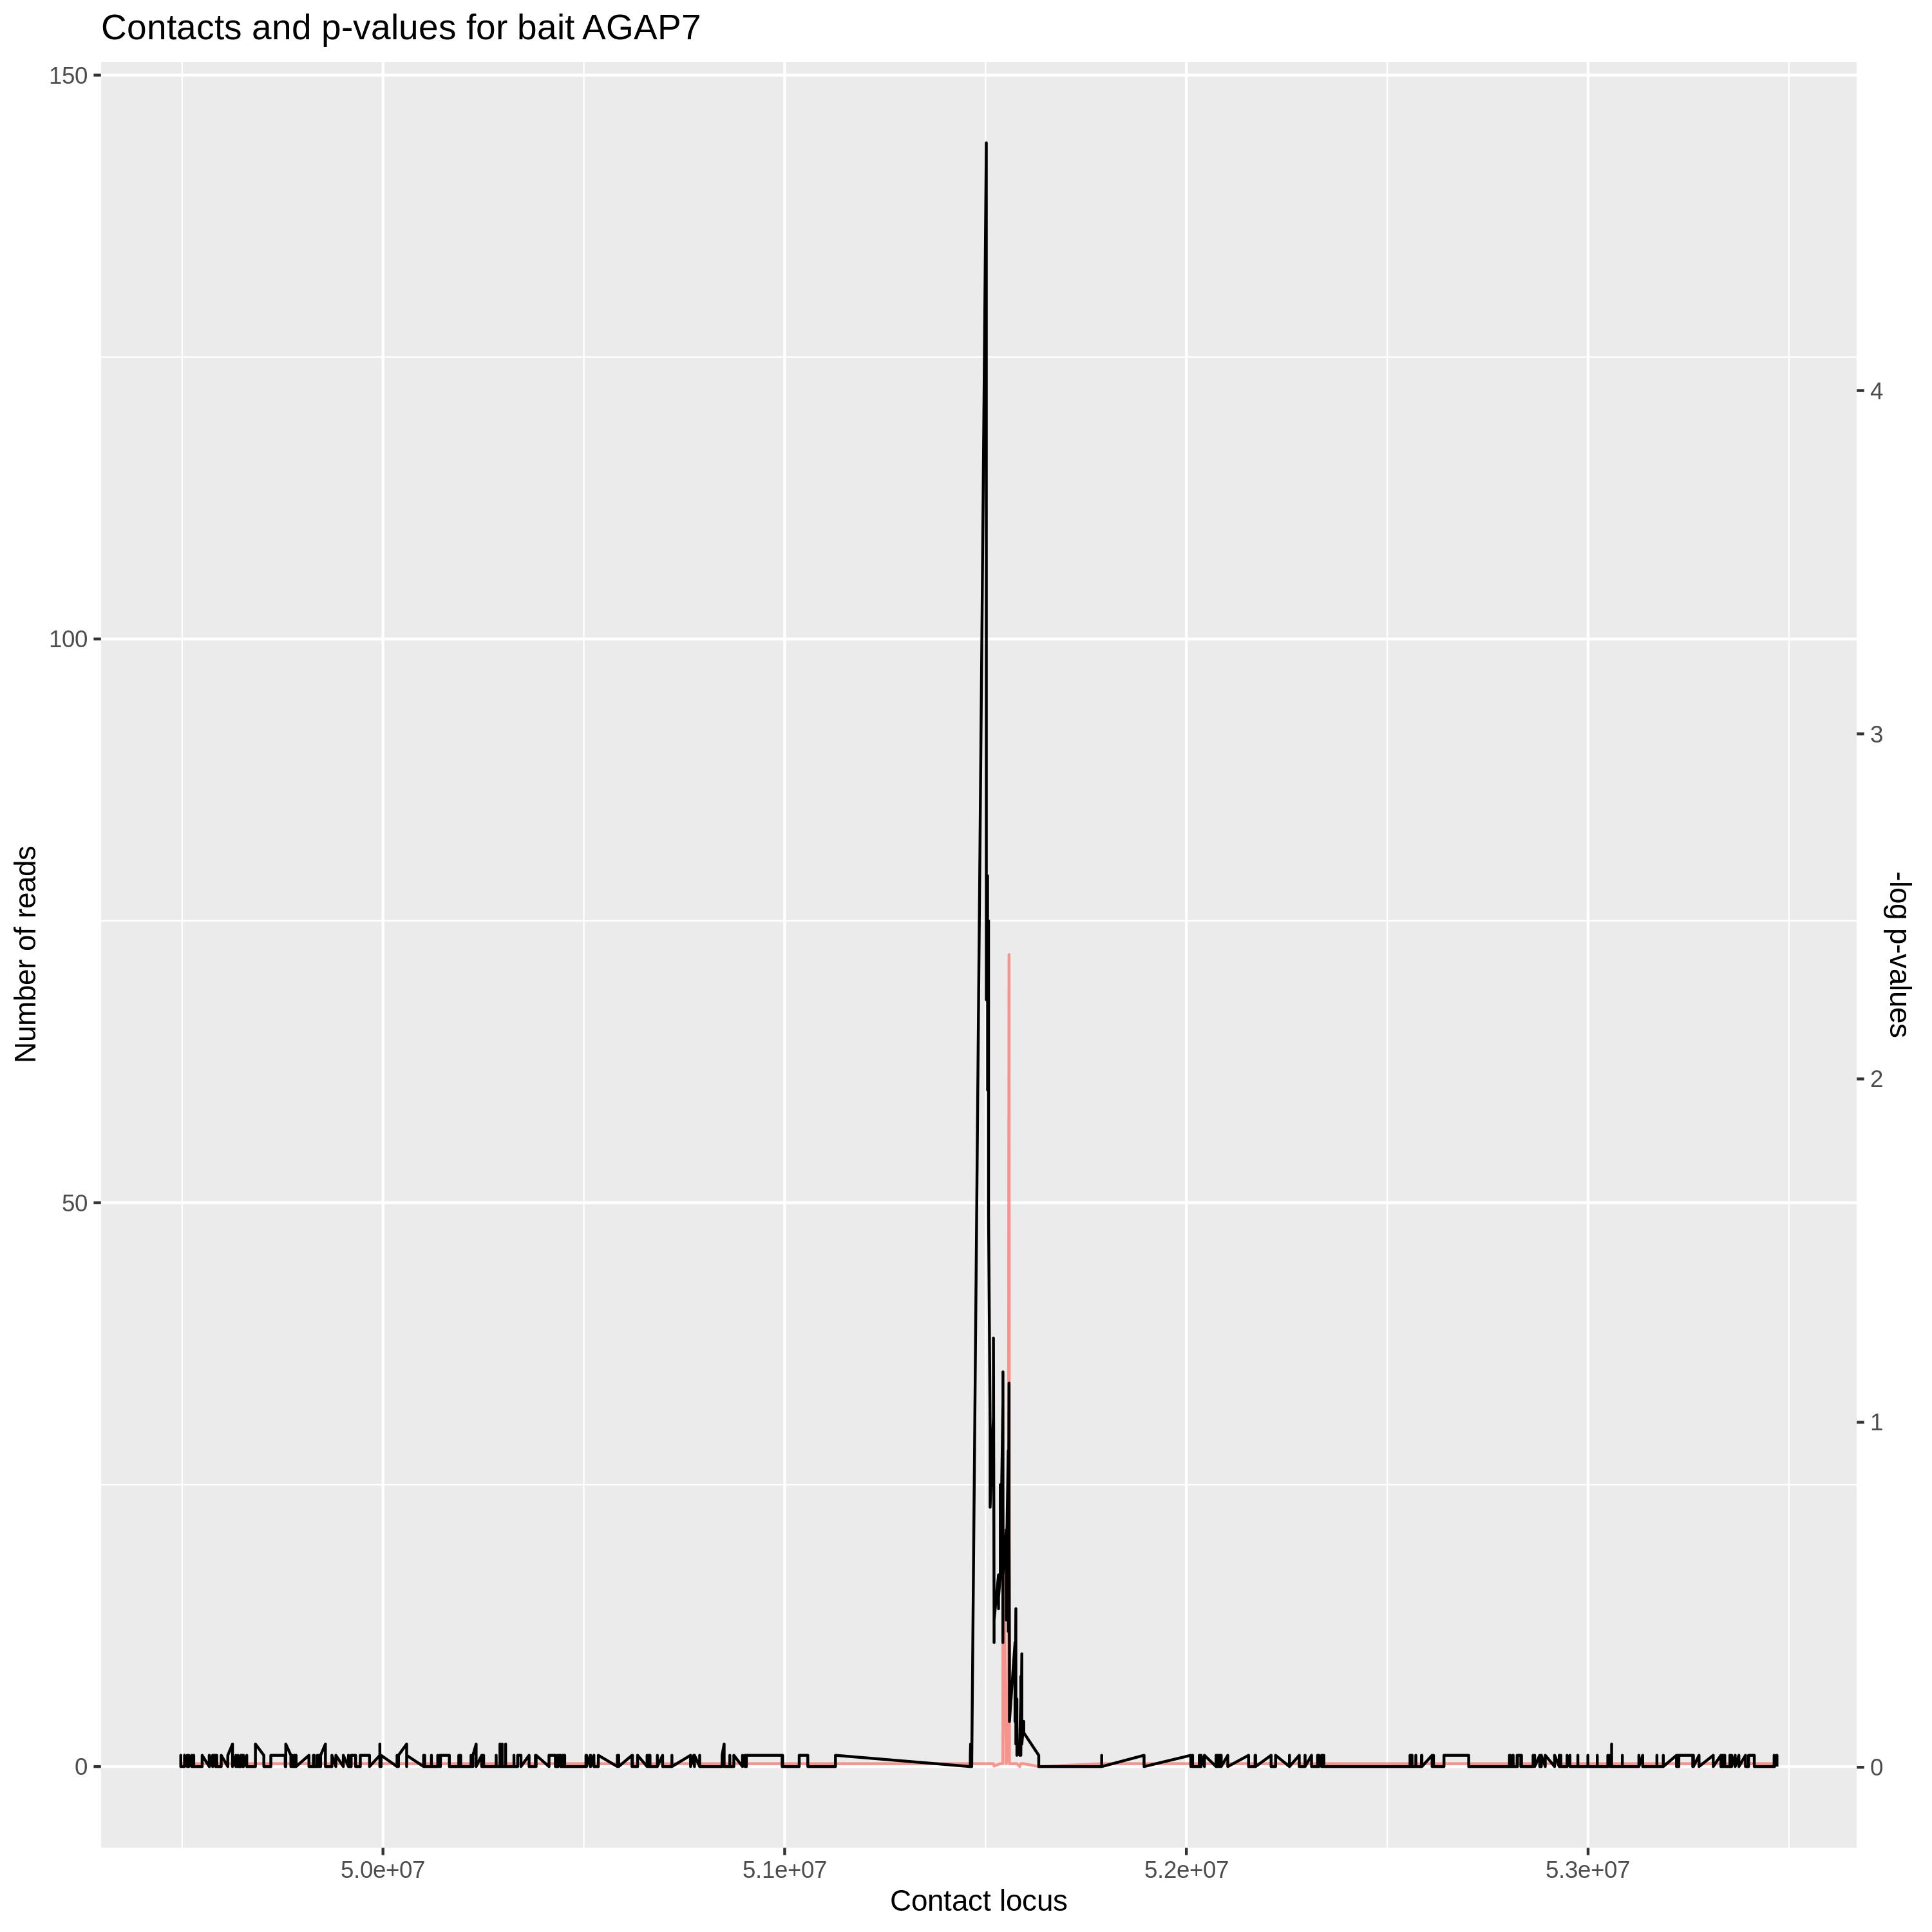 Contacts and p-values for bait AGAP7
150
100
50
0
Number of reads
4
3
2
1
0
-log p-values
5.0e+07
5.1e+07
5.2e+07
5.3e+07
Contact locus